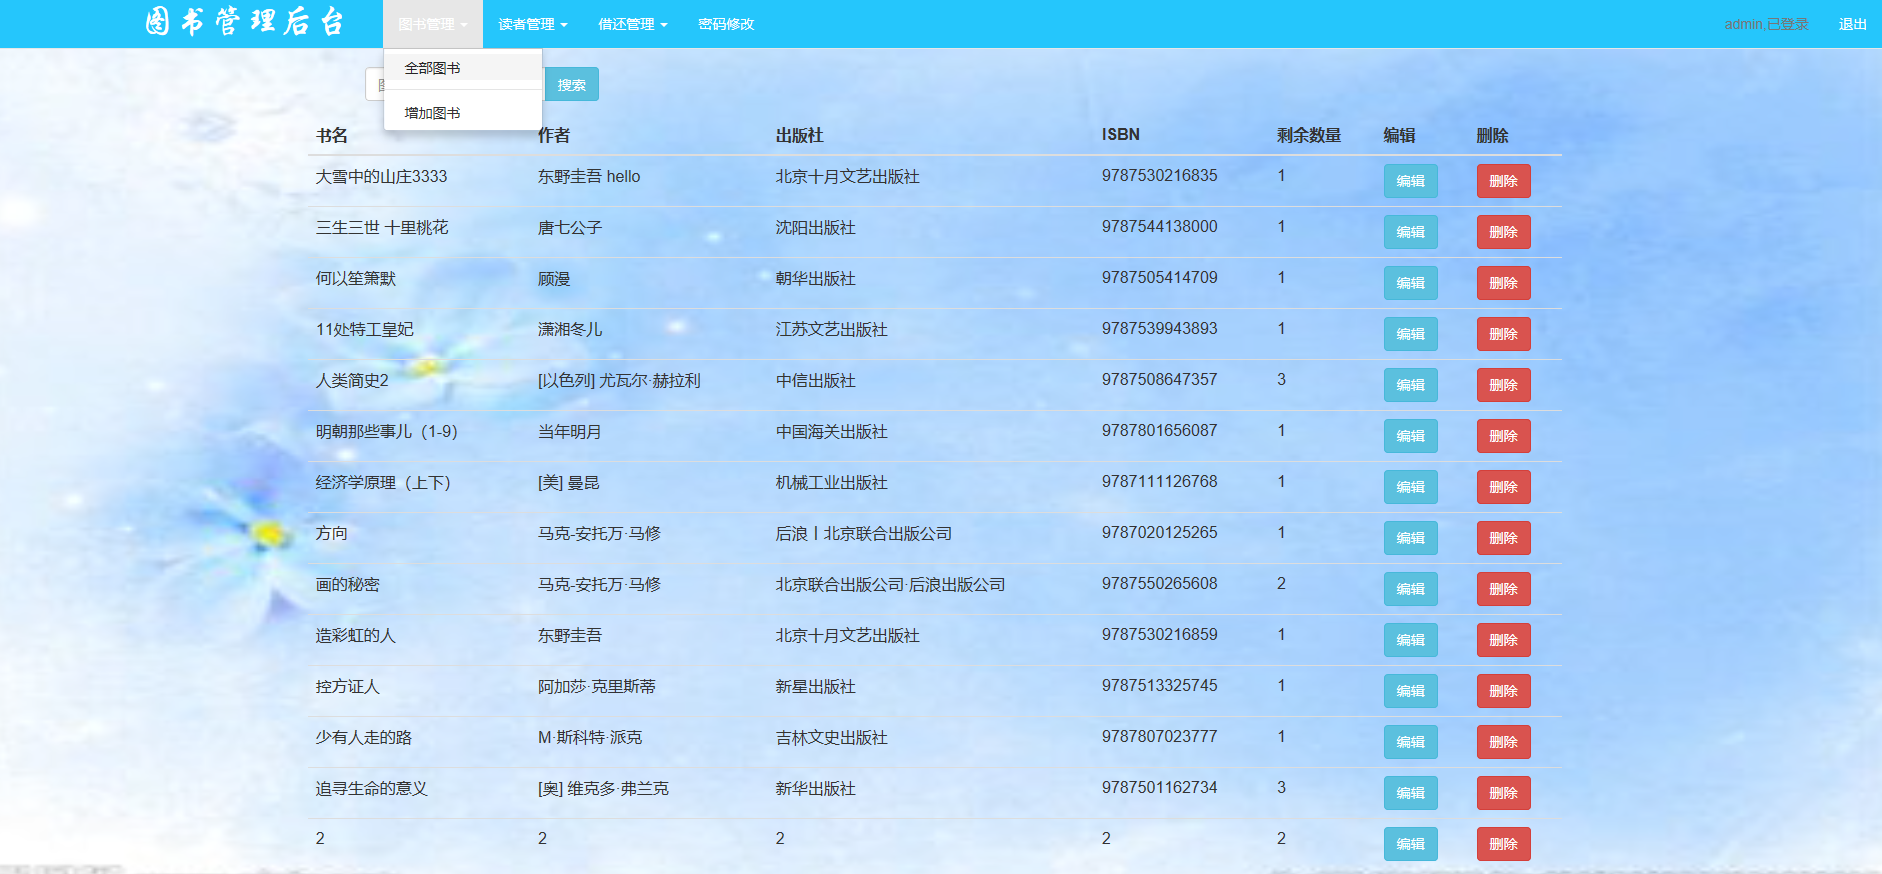 图书管理后台 图书管理 读者管理 借还管理 密码修改 admin,已登录 退出
全部图书
搜索
增加图书
书名 作者 出版社 ISBN 剩余数量 编辑 删除
大雪中的山庄3333 东野圭吾 hello 北京十月文艺出版社 9787530216835 1 编辑 删除
三生三世 十里桃花 唐七公子 沈阳出版社 9787544138000 1 编辑 删除
何以笙箫默 顾漫 朝华出版社 9787505414709 1 编辑 删除
11处特工皇妃 潇湘冬儿 江苏文艺出版社 9787539943893 1 编辑 删除
人类简史2 [以色列] 尤瓦尔·赫拉利 中信出版社 9787508647357 3 编辑 删除
明朝那些事儿（1-9） 当年明月 中国海关出版社 9787801656087 1 编辑 删除
经济学原理（上下） [美] 曼昆 机械工业出版社 9787111126768 1 编辑 删除
方向 马克-安托万·马修 后浪丨北京联合出版公司 9787020125265 1 编辑 删除
画的秘密 马克-安托万·马修 北京联合出版公司·后浪出版公司 9787550265608 2 编辑 删除
造彩虹的人 东野圭吾 北京十月文艺出版社 9787530216859 1 编辑 删除
控方证人 阿加莎·克里斯蒂 新星出版社 9787513325745 1 编辑 删除
少有人走的路 M·斯科特·派克 吉林文史出版社 9787807023777 1 编辑 删除
追寻生命的意义 [奥] 维克多·弗兰克 新华出版社 9787501162734 3 编辑 删除
2 2 2 2 2 编辑 删除